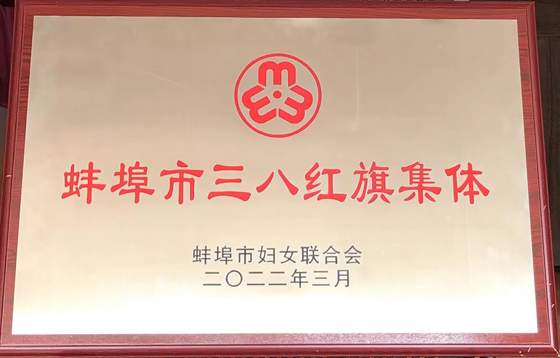 蚌埠市三八红旗集体
蚌埠市妇女联合会
二〇二二年三月